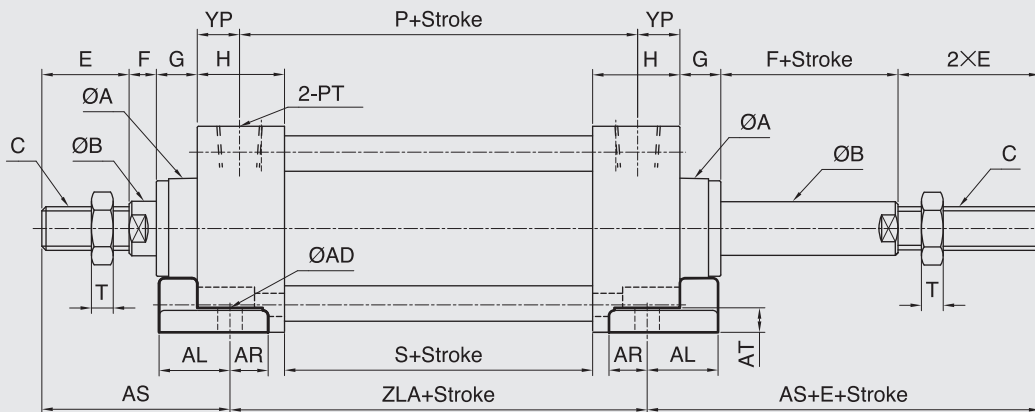 YP P+Stroke YP
E F G H H G F+Stroke 2×E
ØA 2-PT ØA
C ØB ØB C
ØAD
T T
AL AR S+Stroke AR AL AT
AS ZLA+Stroke AS+E+Stroke